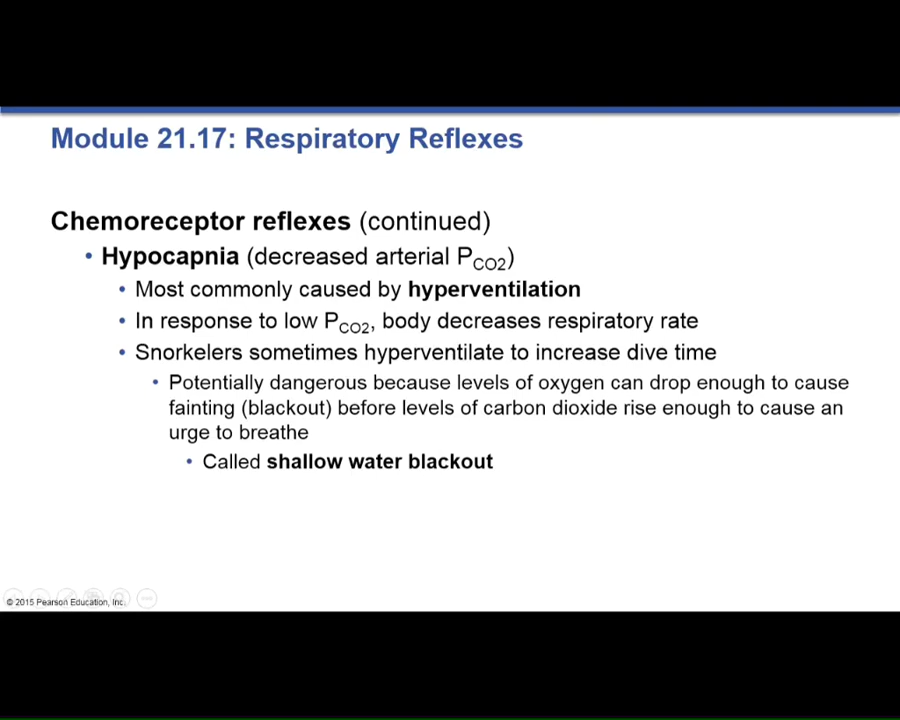 Module 21.17: Respiratory Reflexes
Chemoreceptor reflexes (continued)
• Hypocapnia (decreased arterial PCO2)
• Most commonly caused by hyperventilation
• In response to low PCO2, body decreases respiratory rate
• Snorkelers sometimes hyperventilate to increase dive time
• Potentially dangerous because levels of oxygen can drop enough to cause
fainting (blackout) before levels of carbon dioxide rise enough to cause an
urge to breathe
• Called shallow water blackout
© 2015 Pearson Education, Inc.